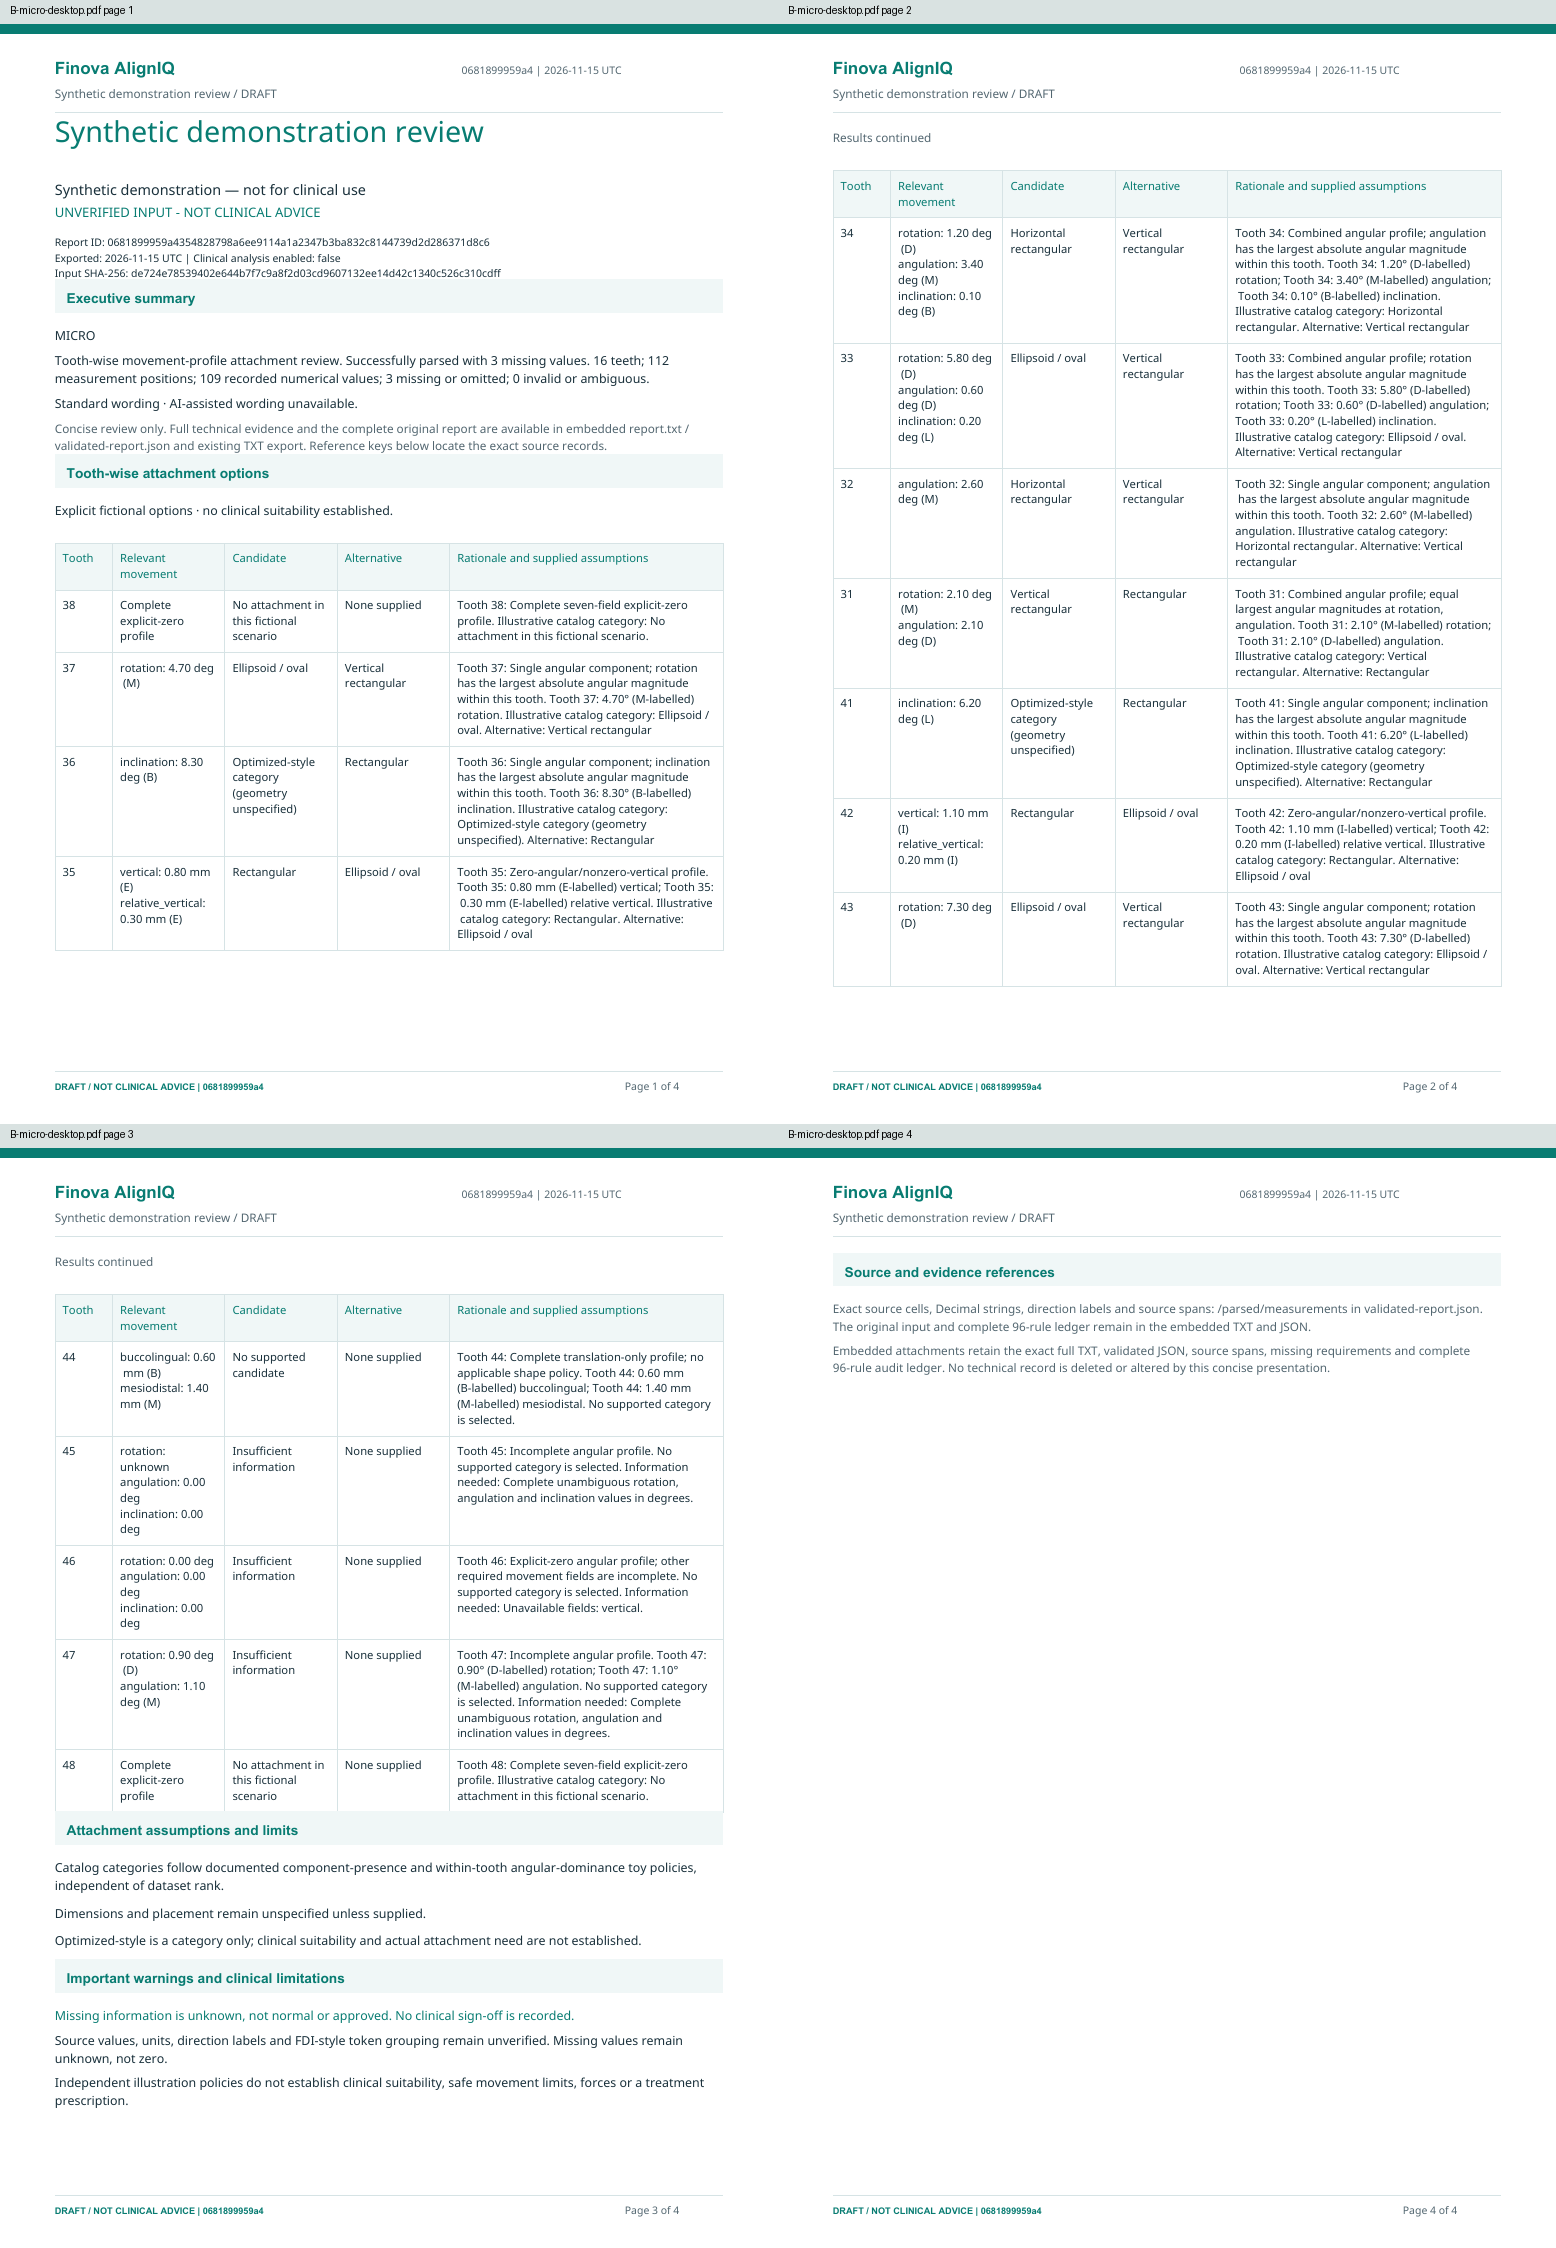 B-micro-desktop.pdf page 1
Finova AlignIQ
0681899959a4 | 2026-11-15 UTC
Synthetic demonstration review / DRAFT
Synthetic demonstration review
Synthetic demonstration — not for clinical use
UNVERIFIED INPUT - NOT CLINICAL ADVICE
Report ID: 0681899959a4354828798a6ee9114a1a2347b3ba832c8144739d2d286371d8c6
Exported: 2026-11-15 UTC | Clinical analysis enabled: false
Input SHA-256: de724e78539402e644b7f7c9a8f2d03cd9607132ee14d42c1340c526c310cdff
Executive summary
MICRO
Tooth-wise movement-profile attachment review. Successfully parsed with 3 missing values. 16 teeth; 112
measurement positions; 109 recorded numerical values; 3 missing or omitted; 0 invalid or ambiguous.
Standard wording · AI-assisted wording unavailable.
Concise review only. Full technical evidence and the complete original report are available in embedded report.txt /
validated-report.json and existing TXT export. Reference keys below locate the exact source records.
Tooth-wise attachment options
Explicit fictional options · no clinical suitability established.
Tooth
Relevant
movement
Candidate
Alternative
Rationale and supplied assumptions
38
Complete
explicit-zero
profile
No attachment in
this fictional
scenario
None supplied
Tooth 38: Complete seven-field explicit-zero
profile. Illustrative catalog category: No
attachment in this fictional scenario.
37
rotation: 4.70 deg
(M)
Ellipsoid / oval
Vertical
rectangular
Tooth 37: Single angular component; rotation
has the largest absolute angular magnitude
within this tooth. Tooth 37: 4.70° (M-labelled)
rotation. Illustrative catalog category: Ellipsoid /
oval. Alternative: Vertical rectangular
36
inclination: 8.30
deg (B)
Optimized-style
category
(geometry
unspecified)
Rectangular
Tooth 36: Single angular component; inclination
has the largest absolute angular magnitude
within this tooth. Tooth 36: 8.30° (B-labelled)
inclination. Illustrative catalog category:
Optimized-style category (geometry
unspecified). Alternative: Rectangular
35
vertical: 0.80 mm
(E)
relative_vertical:
0.30 mm (E)
Rectangular
Ellipsoid / oval
Tooth 35: Zero-angular/nonzero-vertical profile.
Tooth 35: 0.80 mm (E-labelled) vertical; Tooth 35:
0.30 mm (E-labelled) relative vertical. Illustrative
catalog category: Rectangular. Alternative:
Ellipsoid / oval
DRAFT / NOT CLINICAL ADVICE | 0681899959a4
Page 1 of 4
B-micro-desktop.pdf page 2
Finova AlignIQ
0681899959a4 | 2026-11-15 UTC
Synthetic demonstration review / DRAFT
Results continued
Tooth
Relevant
movement
Candidate
Alternative
Rationale and supplied assumptions
34
rotation: 1.20 deg
(D)
angulation: 3.40
deg (M)
inclination: 0.10
deg (B)
Horizontal
rectangular
Vertical
rectangular
Tooth 34: Combined angular profile; angulation
has the largest absolute angular magnitude
within this tooth. Tooth 34: 1.20° (D-labelled)
rotation; Tooth 34: 3.40° (M-labelled) angulation;
Tooth 34: 0.10° (B-labelled) inclination.
Illustrative catalog category: Horizontal
rectangular. Alternative: Vertical rectangular
33
rotation: 5.80 deg
(D)
angulation: 0.60
deg (D)
inclination: 0.20
deg (L)
Ellipsoid / oval
Vertical
rectangular
Tooth 33: Combined angular profile; rotation
has the largest absolute angular magnitude
within this tooth. Tooth 33: 5.80° (D-labelled)
rotation; Tooth 33: 0.60° (D-labelled) angulation;
Tooth 33: 0.20° (L-labelled) inclination.
Illustrative catalog category: Ellipsoid / oval.
Alternative: Vertical rectangular
32
angulation: 2.60
deg (M)
Horizontal
rectangular
Vertical
rectangular
Tooth 32: Single angular component; angulation
has the largest absolute angular magnitude
within this tooth. Tooth 32: 2.60° (M-labelled)
angulation. Illustrative catalog category:
Horizontal rectangular. Alternative: Vertical
rectangular
31
rotation: 2.10 deg
(M)
angulation: 2.10
deg (D)
Vertical
rectangular
Rectangular
Tooth 31: Combined angular profile; equal
largest angular magnitudes at rotation,
angulation. Tooth 31: 2.10° (M-labelled) rotation;
Tooth 31: 2.10° (D-labelled) angulation.
Illustrative catalog category: Vertical
rectangular. Alternative: Rectangular
41
inclination: 6.20
deg (L)
Optimized-style
category
(geometry
unspecified)
Rectangular
Tooth 41: Single angular component; inclination
has the largest absolute angular magnitude
within this tooth. Tooth 41: 6.20° (L-labelled)
inclination. Illustrative catalog category:
Optimized-style category (geometry
unspecified). Alternative: Rectangular
42
vertical: 1.10 mm
(I)
relative_vertical:
0.20 mm (I)
Rectangular
Ellipsoid / oval
Tooth 42: Zero-angular/nonzero-vertical profile.
Tooth 42: 1.10 mm (I-labelled) vertical; Tooth 42:
0.20 mm (I-labelled) relative vertical. Illustrative
catalog category: Rectangular. Alternative:
Ellipsoid / oval
43
rotation: 7.30 deg
(D)
Ellipsoid / oval
Vertical
rectangular
Tooth 43: Single angular component; rotation
has the largest absolute angular magnitude
within this tooth. Tooth 43: 7.30° (D-labelled)
rotation. Illustrative catalog category: Ellipsoid /
oval. Alternative: Vertical rectangular
DRAFT / NOT CLINICAL ADVICE | 0681899959a4
Page 2 of 4
B-micro-desktop.pdf page 3
Finova AlignIQ
0681899959a4 | 2026-11-15 UTC
Synthetic demonstration review / DRAFT
Results continued
Tooth
Relevant
movement
Candidate
Alternative
Rationale and supplied assumptions
44
buccolingual: 0.60
mm (B)
mesiodistal: 1.40
mm (M)
No supported
candidate
None supplied
Tooth 44: Complete translation-only profile; no
applicable shape policy. Tooth 44: 0.60 mm
(B-labelled) buccolingual; Tooth 44: 1.40 mm
(M-labelled) mesiodistal. No supported category
is selected.
45
rotation:
unknown
angulation: 0.00
deg
inclination: 0.00
deg
Insufficient
information
None supplied
Tooth 45: Incomplete angular profile. No
supported category is selected. Information
needed: Complete unambiguous rotation,
angulation and inclination values in degrees.
46
rotation: 0.00 deg
angulation: 0.00
deg
inclination: 0.00
deg
Insufficient
information
None supplied
Tooth 46: Explicit-zero angular profile; other
required movement fields are incomplete. No
supported category is selected. Information
needed: Unavailable fields: vertical.
47
rotation: 0.90 deg
(D)
angulation: 1.10
deg (M)
Insufficient
information
None supplied
Tooth 47: Incomplete angular profile. Tooth 47:
0.90° (D-labelled) rotation; Tooth 47: 1.10°
(M-labelled) angulation. No supported category
is selected. Information needed: Complete
unambiguous rotation, angulation and
inclination values in degrees.
48
Complete
explicit-zero
profile
No attachment in
this fictional
scenario
None supplied
Tooth 48: Complete seven-field explicit-zero
profile. Illustrative catalog category: No
attachment in this fictional scenario.
Attachment assumptions and limits
Catalog categories follow documented component-presence and within-tooth angular-dominance toy policies,
independent of dataset rank.
Dimensions and placement remain unspecified unless supplied.
Optimized-style is a category only; clinical suitability and actual attachment need are not established.
Important warnings and clinical limitations
Missing information is unknown, not normal or approved. No clinical sign-off is recorded.
Source values, units, direction labels and FDI-style token grouping remain unverified. Missing values remain
unknown, not zero.
Independent illustration policies do not establish clinical suitability, safe movement limits, forces or a treatment
prescription.
DRAFT / NOT CLINICAL ADVICE | 0681899959a4
Page 3 of 4
B-micro-desktop.pdf page 4
Finova AlignIQ
0681899959a4 | 2026-11-15 UTC
Synthetic demonstration review / DRAFT
Source and evidence references
Exact source cells, Decimal strings, direction labels and source spans: /parsed/measurements in validated-report.json.
The original input and complete 96-rule ledger remain in the embedded TXT and JSON.
Embedded attachments retain the exact full TXT, validated JSON, source spans, missing requirements and complete
96-rule audit ledger. No technical record is deleted or altered by this concise presentation.
DRAFT / NOT CLINICAL ADVICE | 0681899959a4
Page 4 of 4